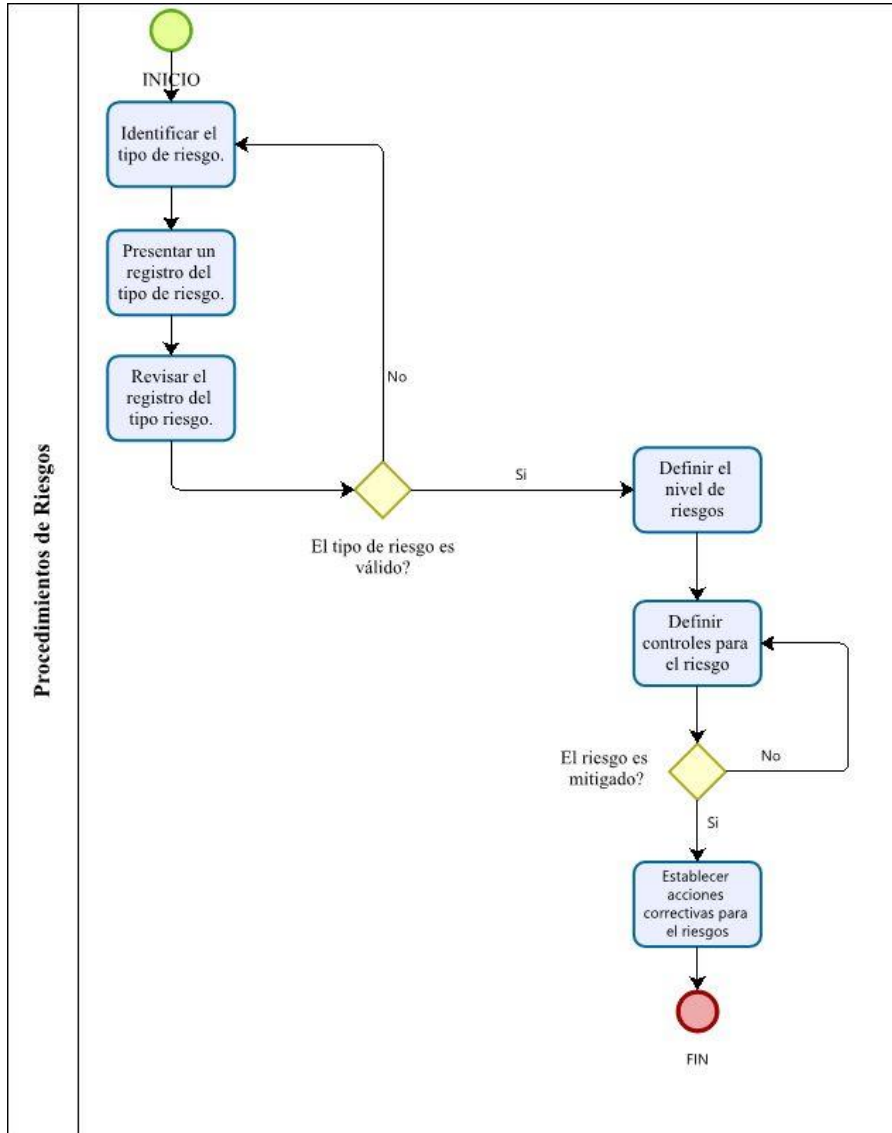 Procedimientos de Riesgos
INICIO
Identificar el
tipo de riesgo.
Presentar un
registro del
tipo de riesgo.
Revisar el
registro del
tipo riesgo.
No
El tipo de riesgo es
válido?
Si
Definir el
nivel de
riesgos
Definir
controles para
el riesgo
El riesgo es
mitigado?
No
Si
Establecer
acciones
correctivas para
el riesgos
FIN